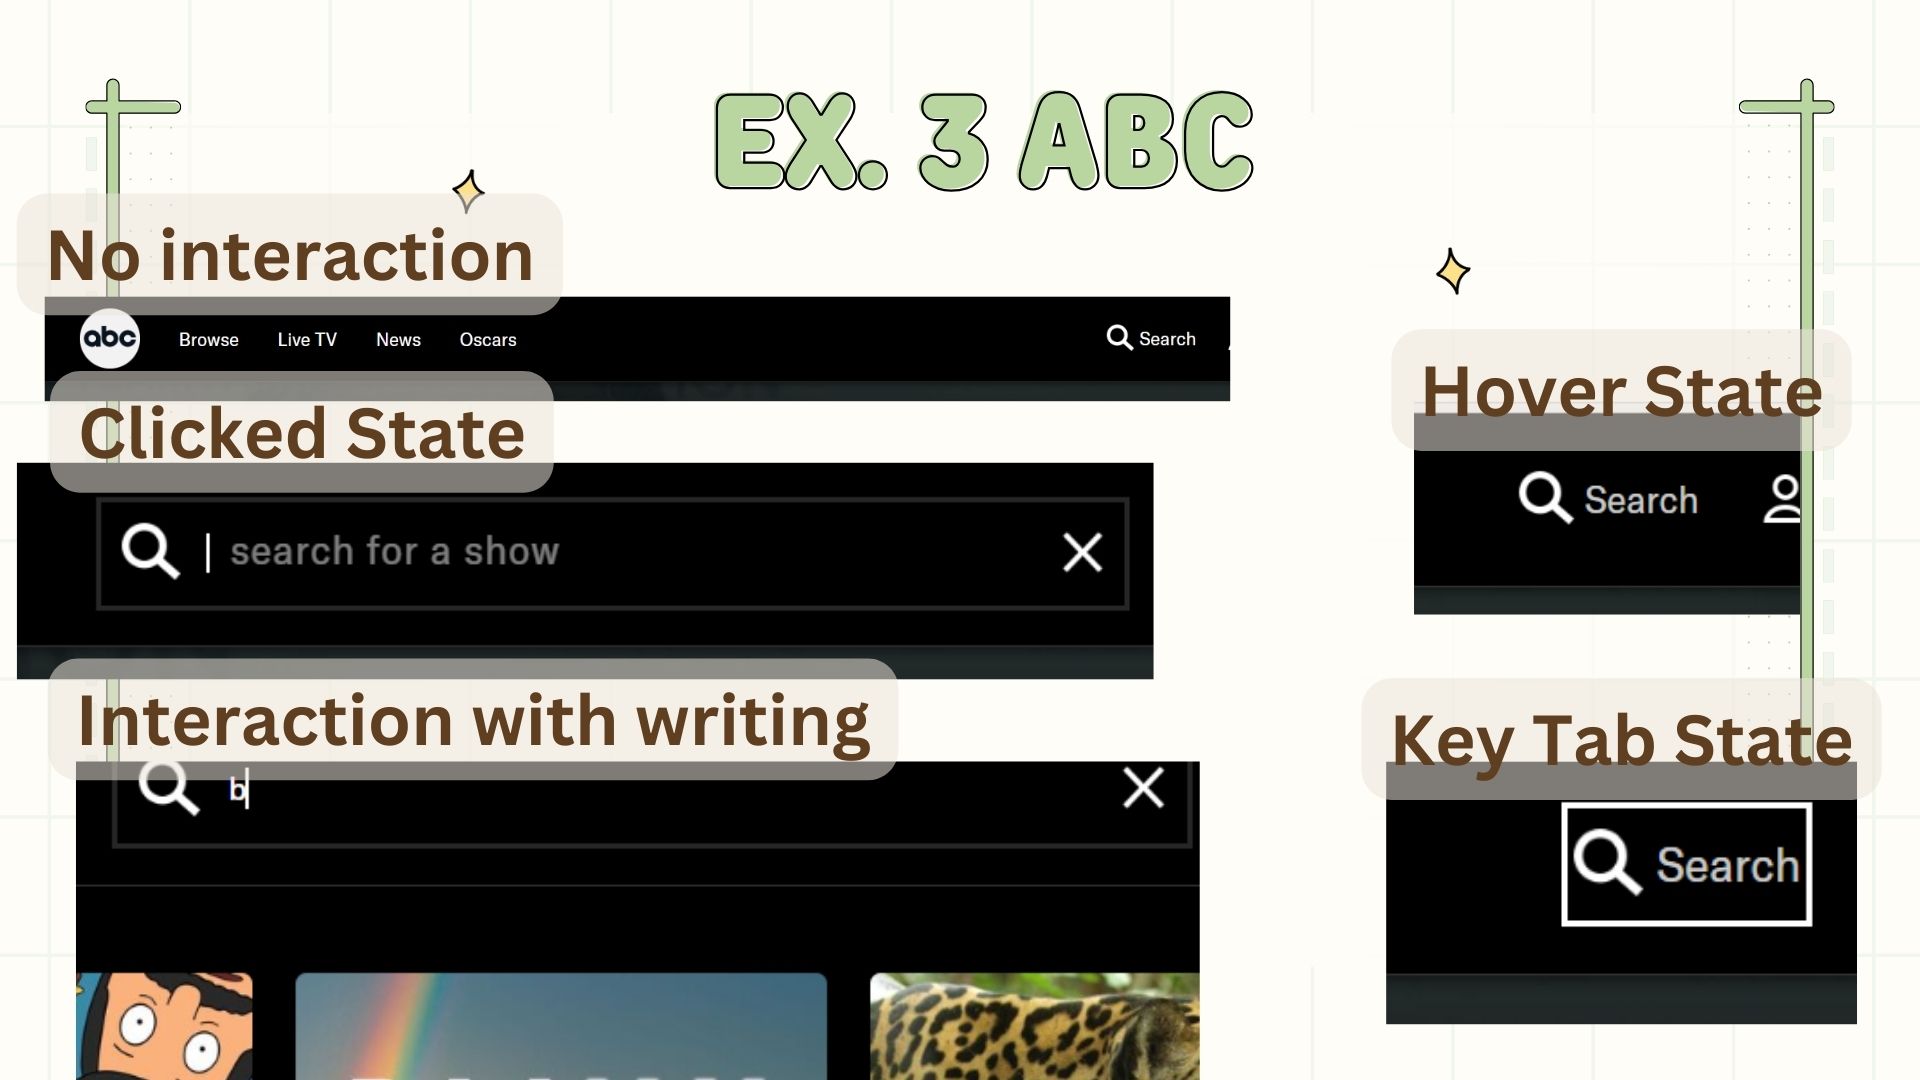 EX. 3 ABC
No interaction
abc Browse Live TV News Oscars Search
Clicked State
search for a show
Interaction with writing
b
Hover State
Search
Key Tab State
Search